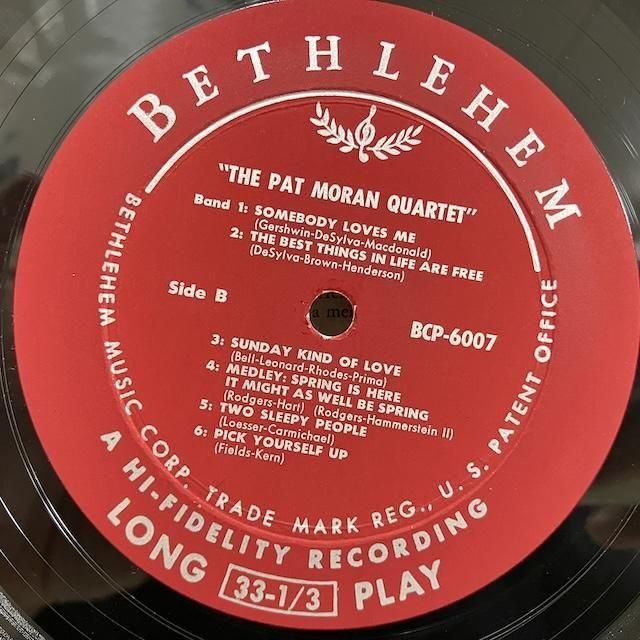 BETHLEHEM
"THE PAT MORAN QUARTET"
Band 1: SOMEBODY LOVES ME
(Gershwin-DeSylva-Macdonald)
2: THE BEST THINGS IN LIFE ARE FREE
(DeSylva-Brown-Henderson)
Side B
BCP-6007
3: SUNDAY KIND OF LOVE
(Bell-Leonard-Rhodes-Prima)
4: MEDLEY: SPRING IS HERE
IT MIGHT AS WELL BE SPRING
(Rodgers-Hart) (Rodgers-Hammerstein II)
5: TWO SLEEPY PEOPLE
(Loesser-Carmichael)
6: PICK YOURSELF UP
(Fields-Kern)
BETHLEHEM MUSIC CORP. TRADE MARK REG., U. S. PATENT OFFICE
A HI-FIDELITY RECORDING
LONG 33-1/3 PLAY